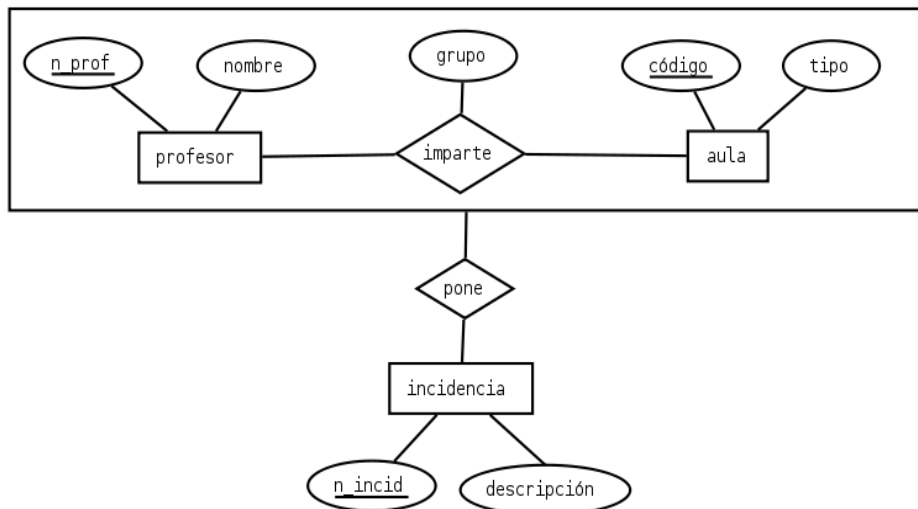 n_prof
nombre
grupo
código
tipo
profesor
imparte
aula
pone
incidencia
n_incid
descripción